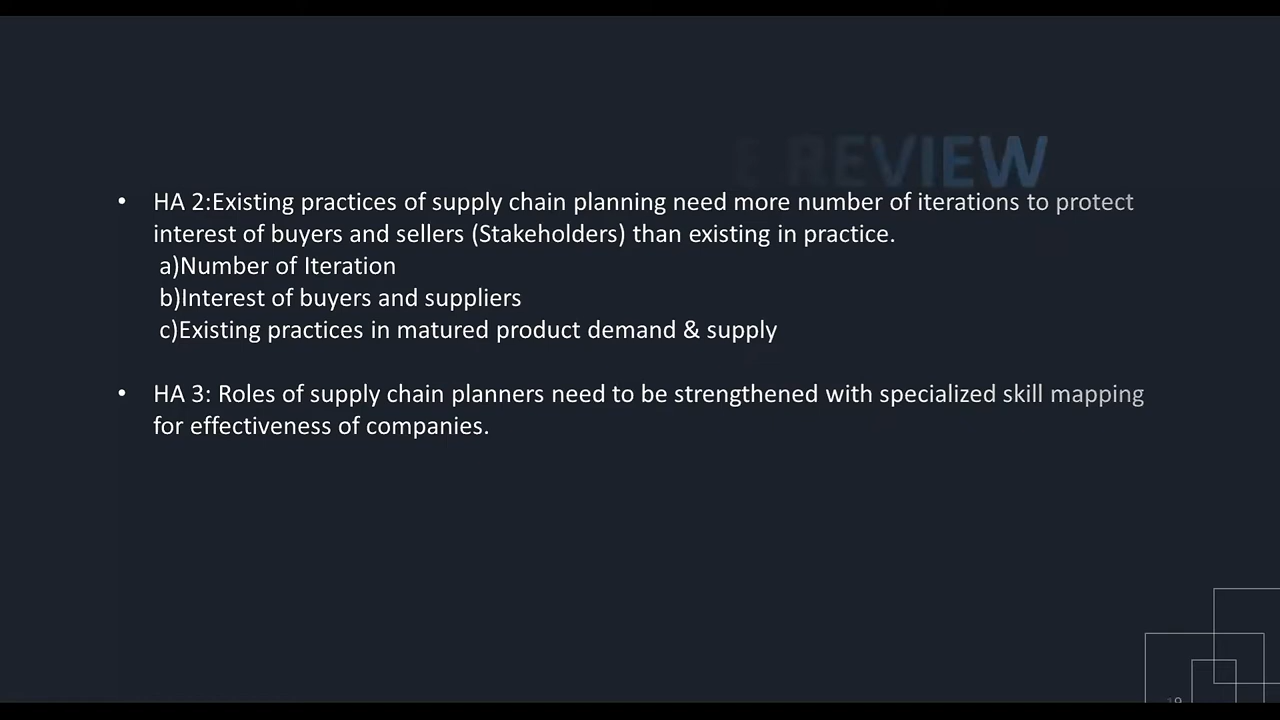 REVIEW
• HA 2:Existing practices of supply chain planning need more number of iterations to protect
interest of buyers and sellers (Stakeholders) than existing in practice.
a)Number of Iteration
b)Interest of buyers and suppliers
c)Existing practices in matured product demand & supply
• HA 3: Roles of supply chain planners need to be strengthened with specialized skill mapping
for effectiveness of companies.